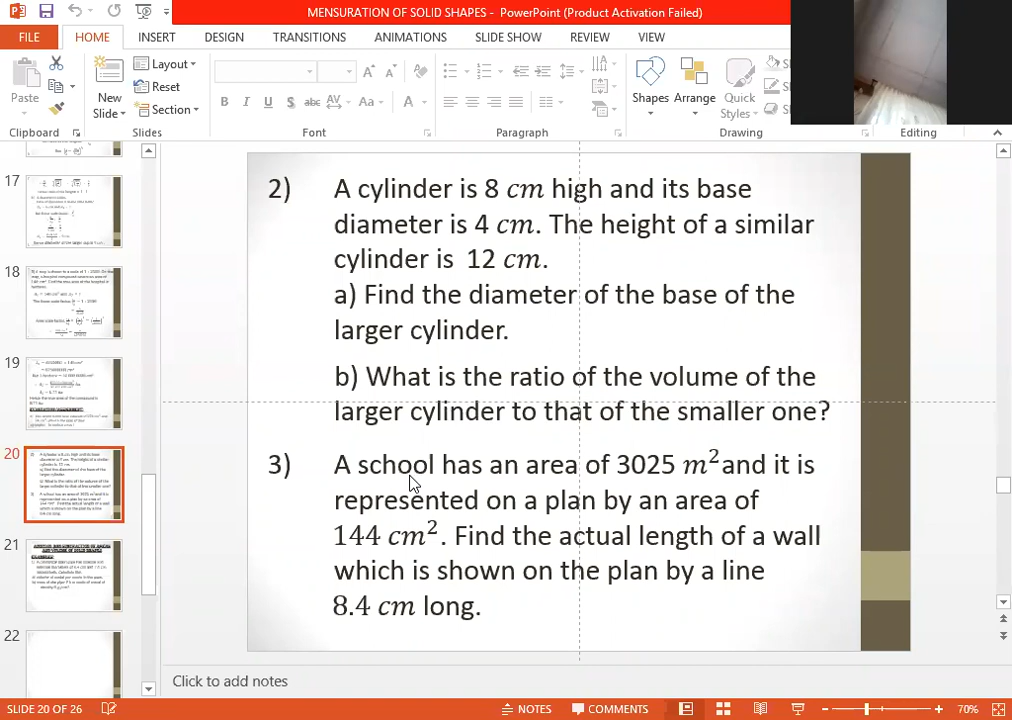 MENSURATION OF SOLID SHAPES - PowerPoint (Product Activation Failed)
FILE HOME INSERT DESIGN TRANSITIONS ANIMATIONS SLIDE SHOW REVIEW VIEW
Paste
New Slide
Layout
Reset
Section
B I U S abc AV Aa A
Shapes
Arrange
Quick Styles
Clipboard Slides Font Paragraph Drawing Editing
17
18
19
20
21
22
2) A cylinder is 8 cm high and its base
diameter is 4 cm. The height of a similar
cylinder is 12 cm.
a) Find the diameter of the base of the
larger cylinder.
b) What is the ratio of the volume of the
larger cylinder to that of the smaller one?
3) A school has an area of 3025 m² and it is
represented on a plan by an area of
144 cm². Find the actual length of a wall
which is shown on the plan by a line
8.4 cm long.
Click to add notes
SLIDE 20 OF 26 NOTES COMMENTS 70%